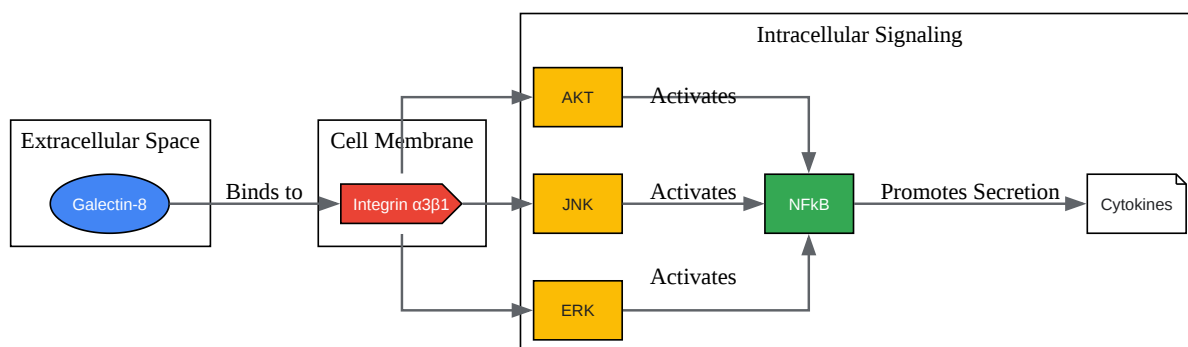 Intracellular Signaling
Extracellular Space
Cell Membrane
Galectin-8
Binds to
Integrin α3β1
AKT
Activates
JNK
Activates
ERK
Activates
NFkB
Promotes Secretion
Cytokines